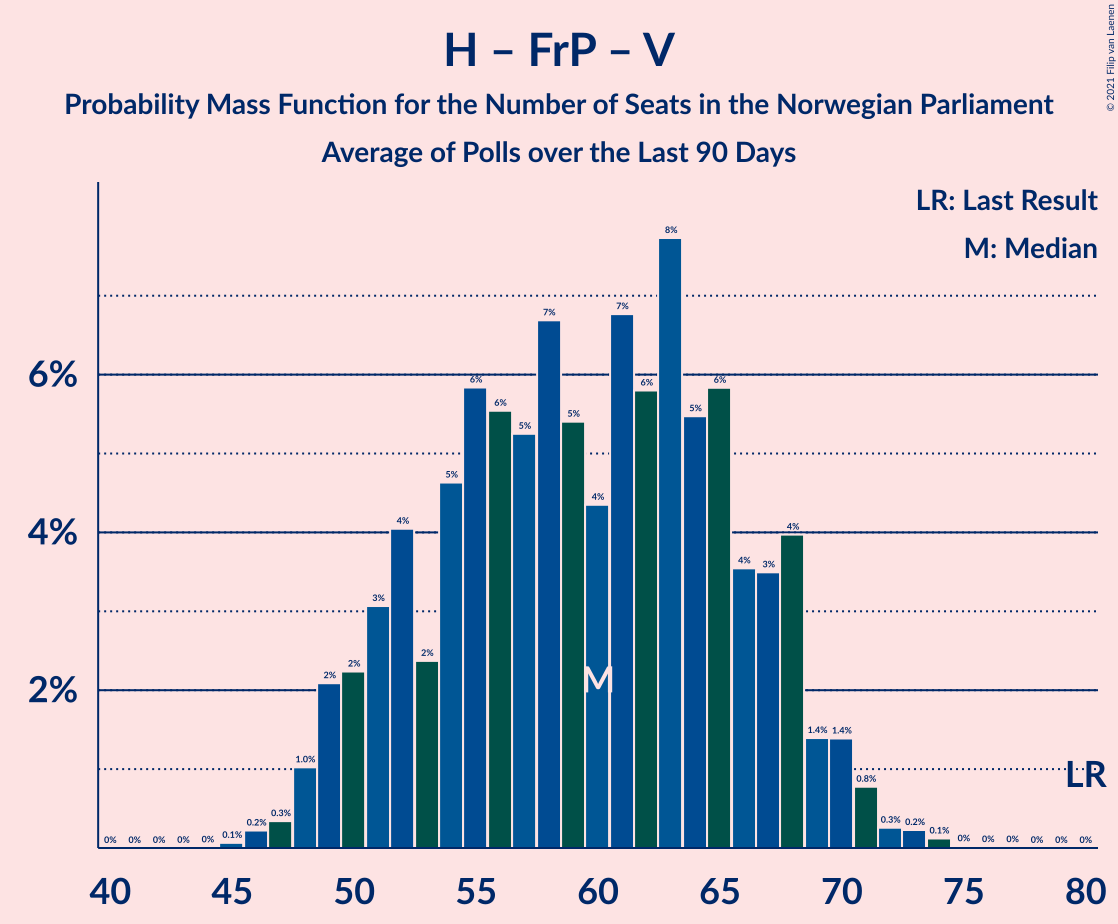 H – FrP – V
Probability Mass Function for the Number of Seats in the Norwegian Parliament
Average of Polls over the Last 90 Days
© 2021 Filip van Laenen
LR: Last Result
M: Median
6%
4%
2%
0% 0% 0% 0% 0% 0.1% 0.2% 0.3% 1.0% 2% 2% 3% 4% 2% 5% 6% 6% 5% 7% 5% 4% 7% 6% 8% 5% 6% 4% 3% 4% 1.4% 1.4% 0.8% 0.3% 0.2% 0.1% 0% 0% 0% 0% 0% 0%
M
LR
40 45 50 55 60 65 70 75 80